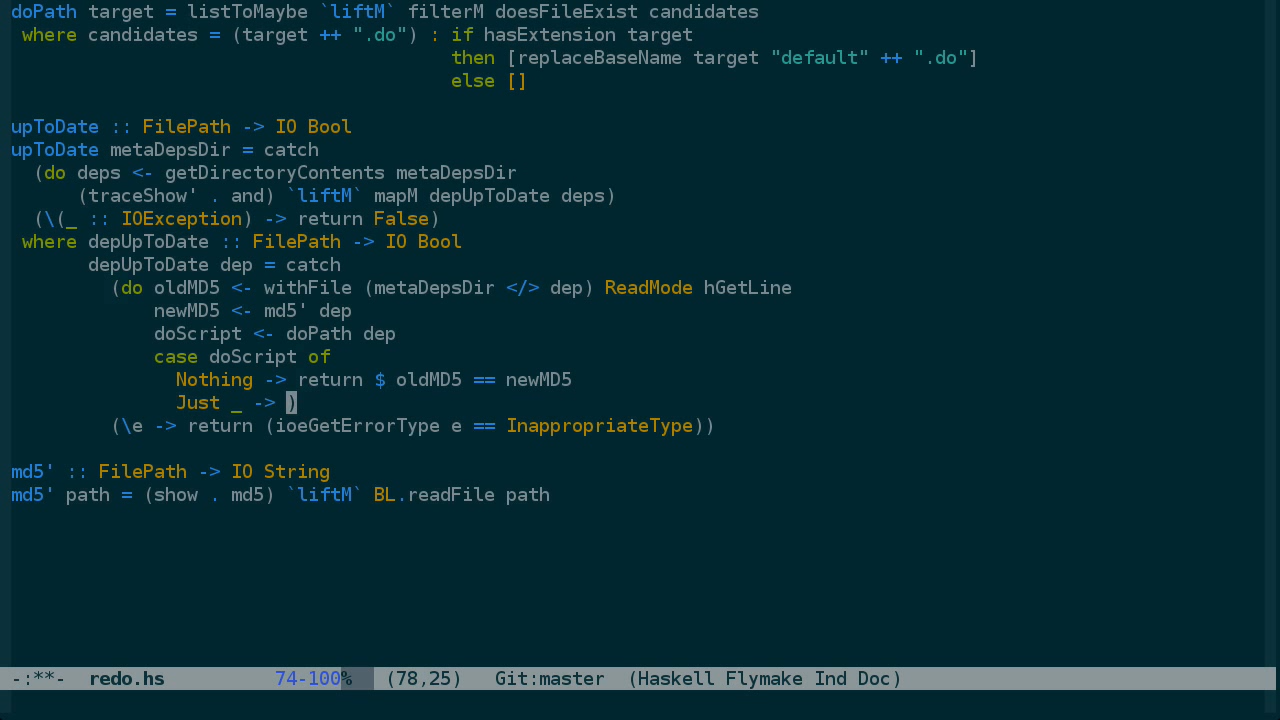 doPath target = listToMaybe `liftM` filterM doesFileExist candidates
 where candidates = (target ++ ".do") : if hasExtension target
                                        then [replaceBaseName target "default" ++ ".do"]
                                        else []

upToDate :: FilePath -> IO Bool
upToDate metaDepsDir = catch
  (do deps <- getDirectoryContents metaDepsDir
      (traceShow' . and) `liftM` mapM depUpToDate deps)
  (\(_ :: IOException) -> return False)
 where depUpToDate :: FilePath -> IO Bool
       depUpToDate dep = catch
         (do oldMD5 <- withFile (metaDepsDir </> dep) ReadMode hGetLine
             newMD5 <- md5' dep
             doScript <- doPath dep
             case doScript of
               Nothing -> return $ oldMD5 == newMD5
               Just _ -> )
         (\e -> return (ioeGetErrorType e == InappropriateType))

md5' :: FilePath -> IO String
md5' path = (show . md5) `liftM` BL.readFile path
-:**-  redo.hs          74-100%   (78,25)   Git:master  (Haskell Flymake Ind Doc)